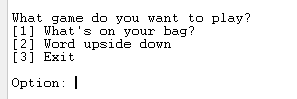 What game do you want to play?
[1] What's on your bag?
[2] Word upside down
[3] Exit
Option: